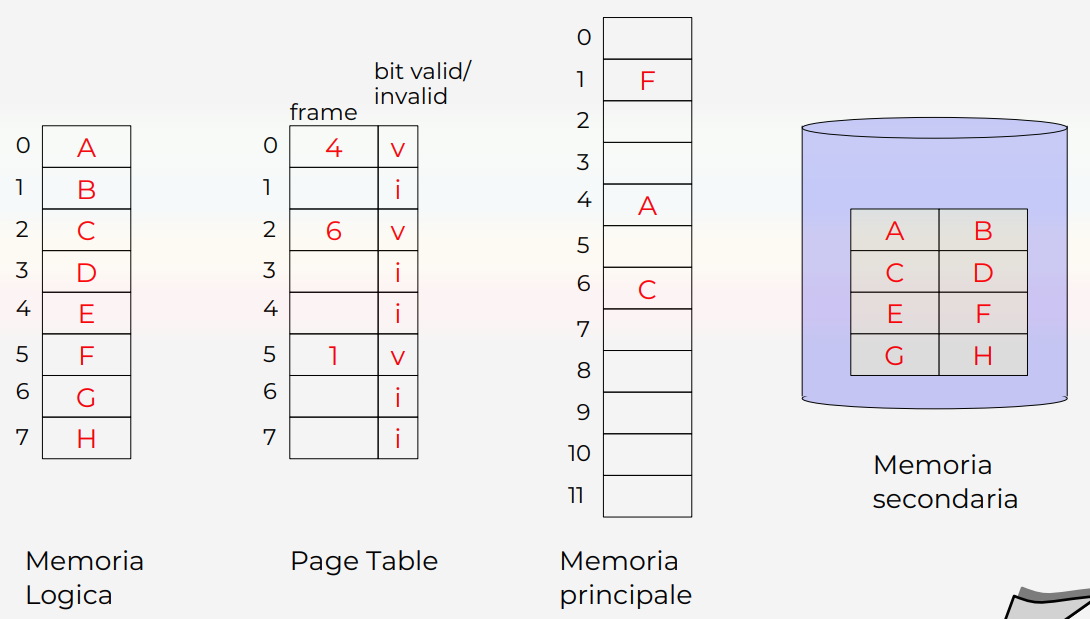 bit valid/
invalid
frame
0 A
1 B
2 C
3 D
4 E
5 F
6 G
7 H
0 4 v
1 i
2 6 v
3 i
4 i
5 1 v
6 i
7 i
0
1 F
2
3
4 A
5
6 C
7
8
9
10
11
A B
C D
E F
G H
Memoria
Logica
Page Table
Memoria
principale
Memoria
secondaria